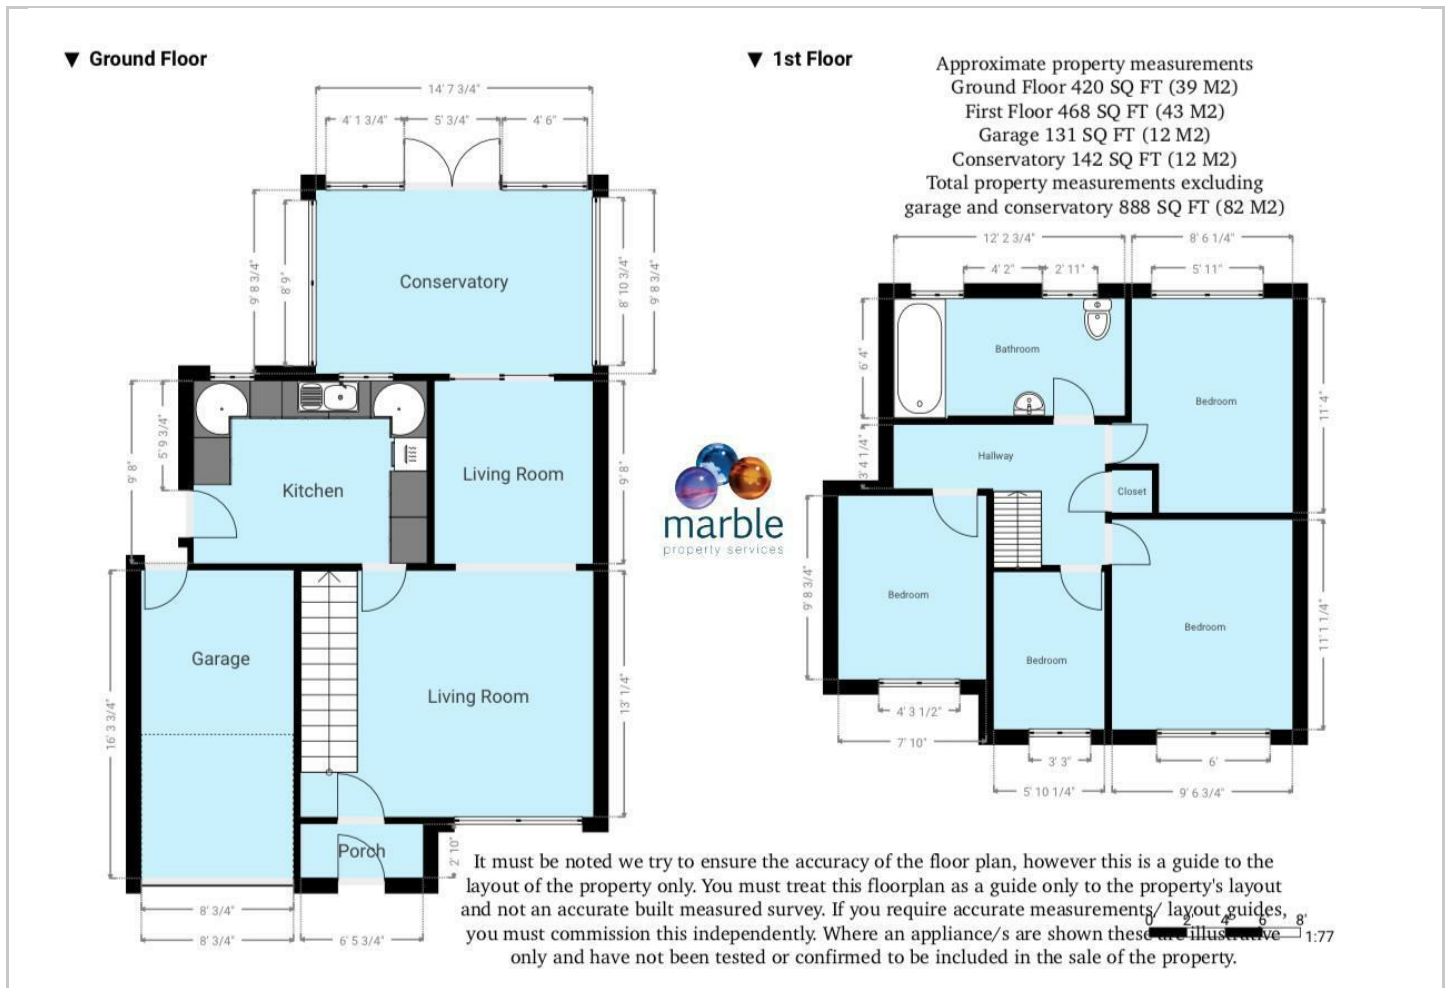 ▼ Ground Floor
14' 7 3/4"
4' 1 3/4"
5' 3/4"
4' 6"
9' 8 3/4"
8' 9"
Conservatory
8' 10 3/4"
9' 8 3/4"
9' 8"
5' 9 3/4"
Kitchen
Living Room
9' 8"
Garage
16' 3 3/4"
Living Room
13' 1/4"
Porch
2' 10"
8' 3/4"
8' 3/4"
6' 5 3/4"
marble
property services
▼ 1st Floor
Approximate property measurements
Ground Floor 420 SQ FT (39 M2)
First Floor 468 SQ FT (43 M2)
Garage 131 SQ FT (12 M2)
Conservatory 142 SQ FT (12 M2)
Total property measurements excluding
garage and conservatory 888 SQ FT (82 M2)
12' 2 3/4"
8' 6 1/4"
4' 2"
2' 11"
5' 11"
6' 4"
Bathroom
Bedroom
11' 4"
3' 4 1/4"
Hallway
Closet
9' 8 3/4"
Bedroom
Bedroom
Bedroom
11' 1 1/4"
4' 3 1/2"
7' 10"
3' 3"
6'
5' 10 1/4"
9' 6 3/4"
It must be noted we try to ensure the accuracy of the floor plan, however this is a guide to the
layout of the property only. You must treat this floorplan as a guide only to the property's layout
and not an accurate built measured survey. If you require accurate measurements/ layout guides,
you must commission this independently. Where an appliance/s are shown these are illustrative
only and have not been tested or confirmed to be included in the sale of the property.
0 2' 4' 6' 8'
1:77